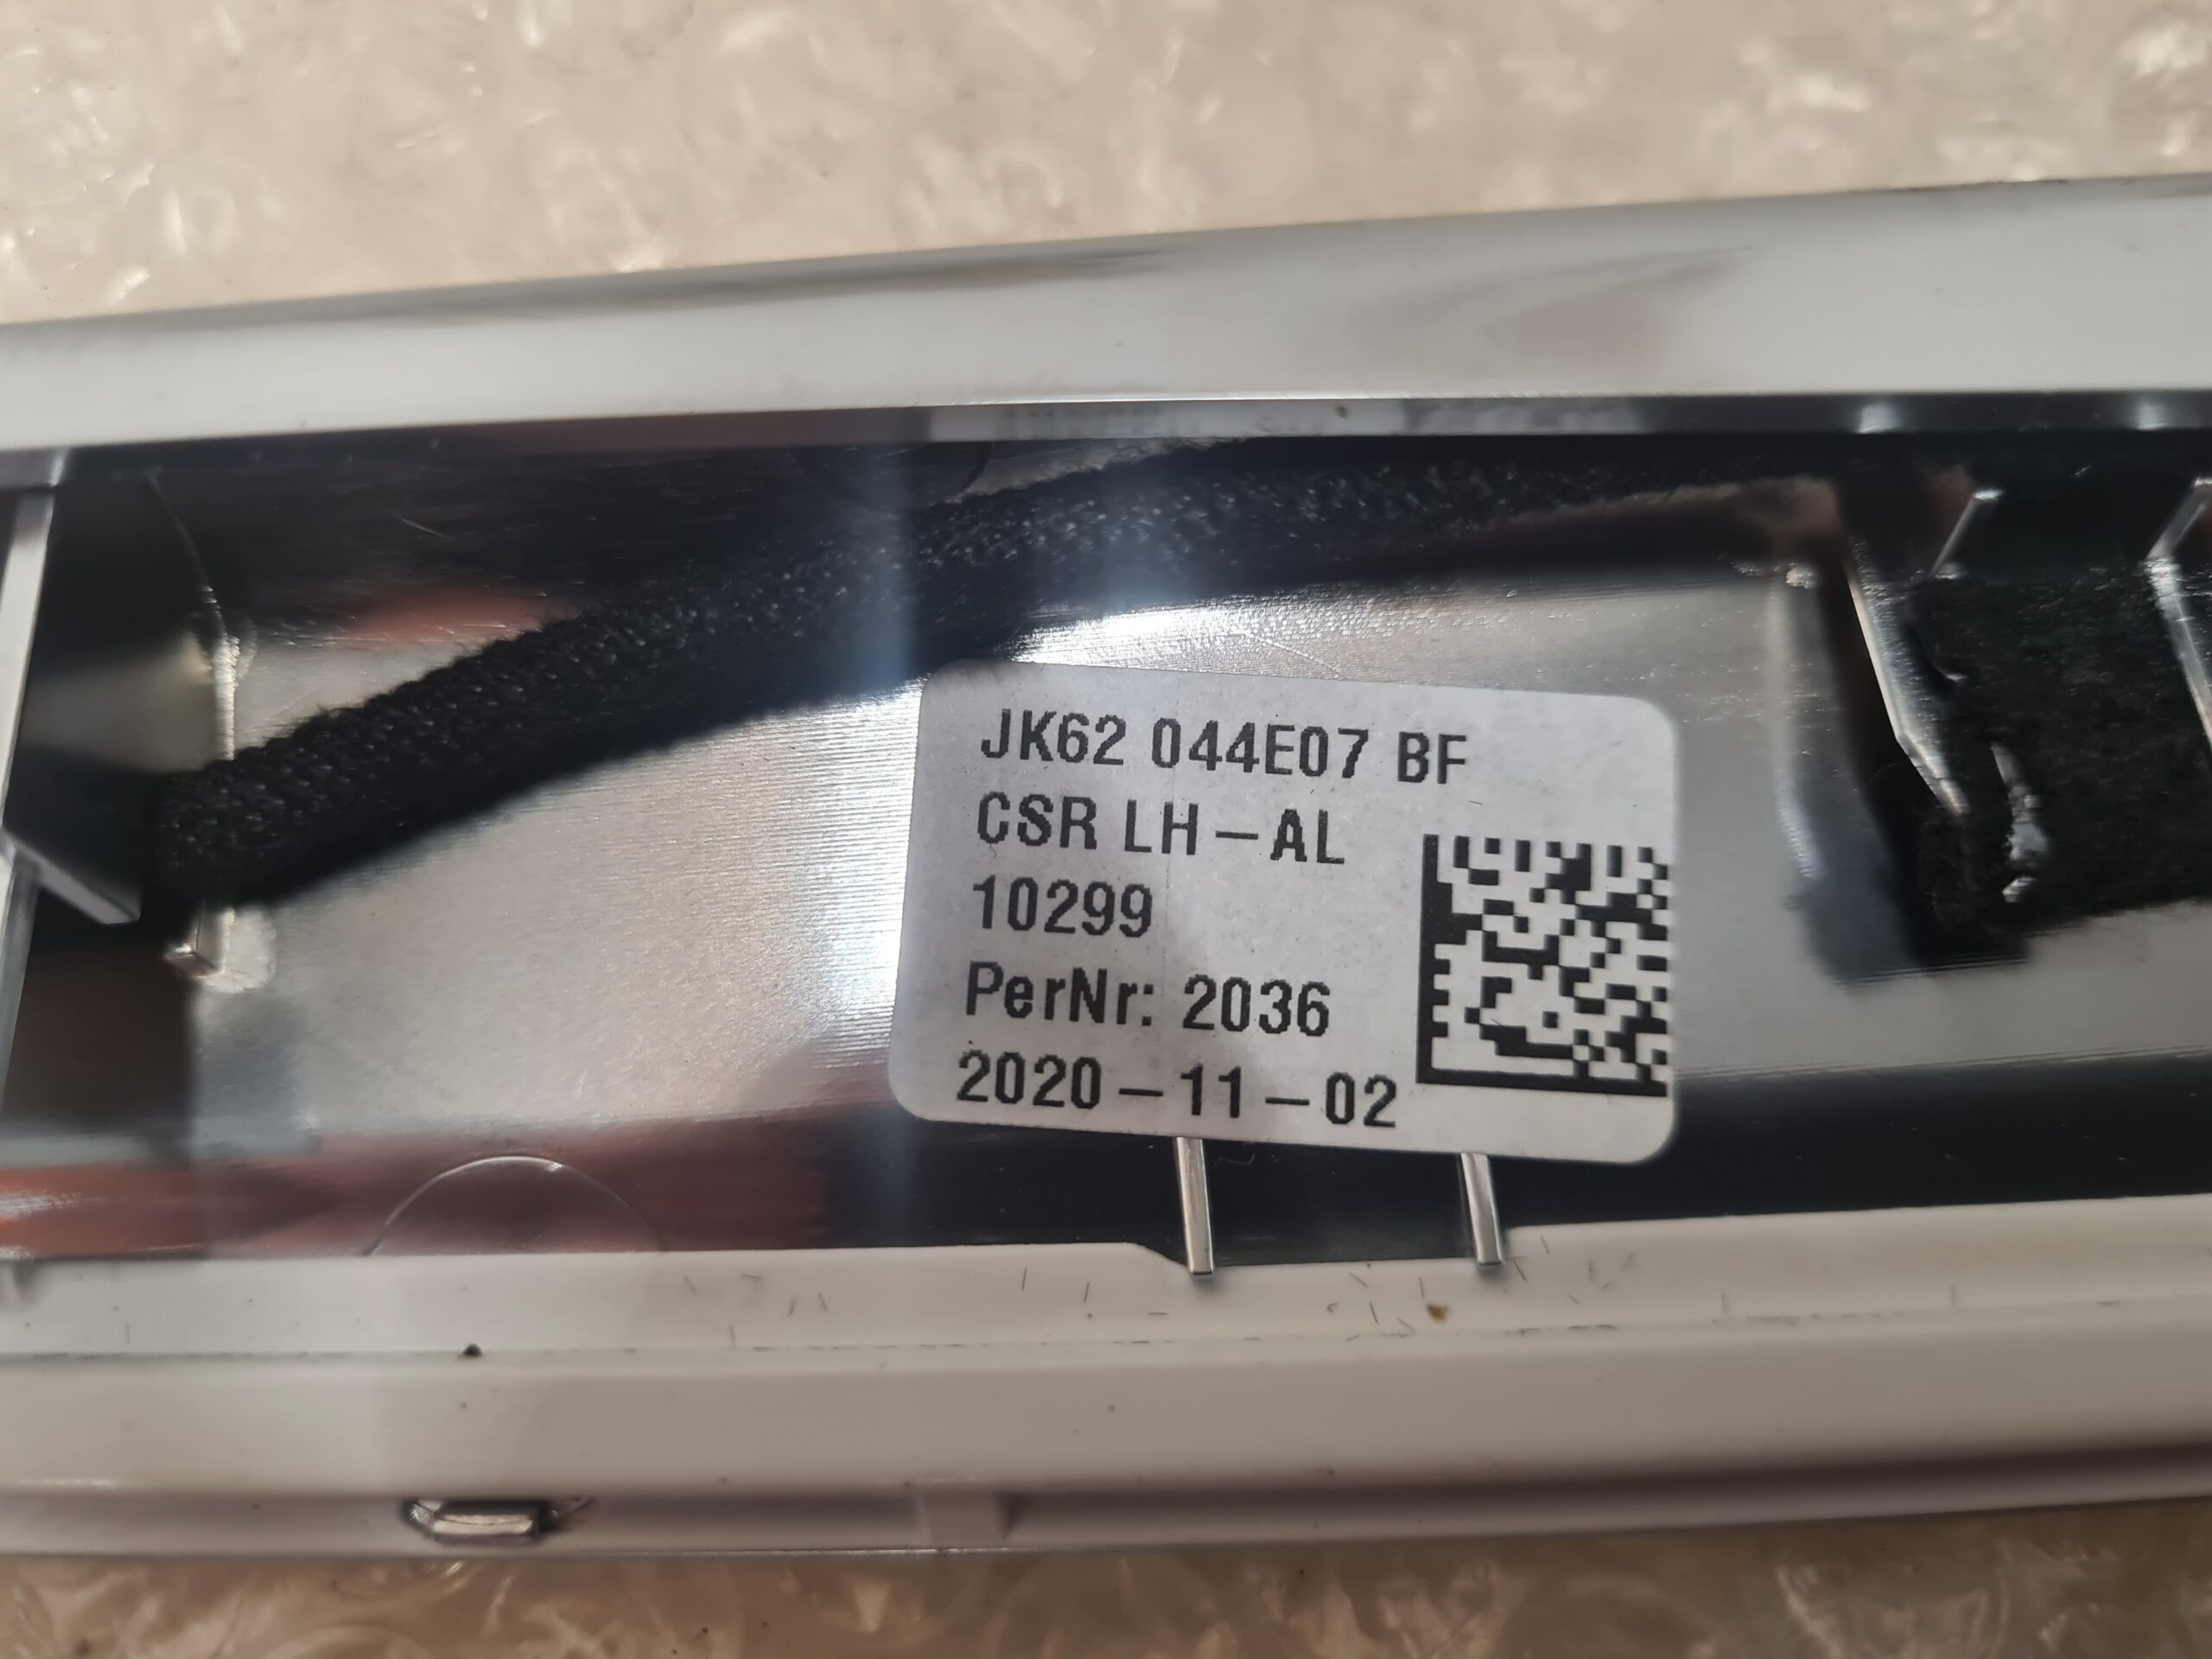 JK62 044E07 BF
CSR LH-AL
10299
PerNr: 2036
2020-11-02